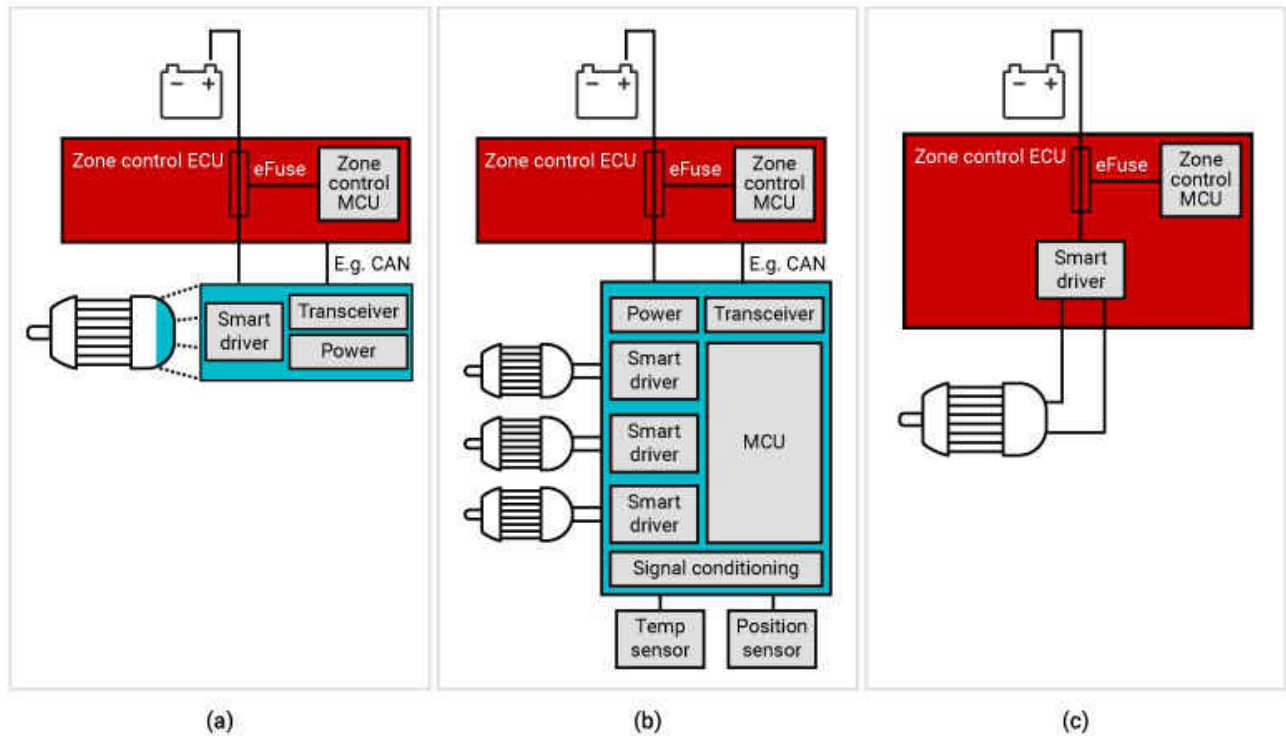 Zone control ECU
eFuse
Zone
control
MCU
E.g. CAN
Smart
driver
Transceiver
Power
(a)
Zone control ECU
eFuse
Zone
control
MCU
E.g. CAN
Power
Transceiver
Smart
driver
Smart
driver
Smart
driver
MCU
Signal conditioning
Temp
sensor
Position
sensor
(b)
Zone control ECU
eFuse
Zone
control
MCU
Smart
driver
(c)